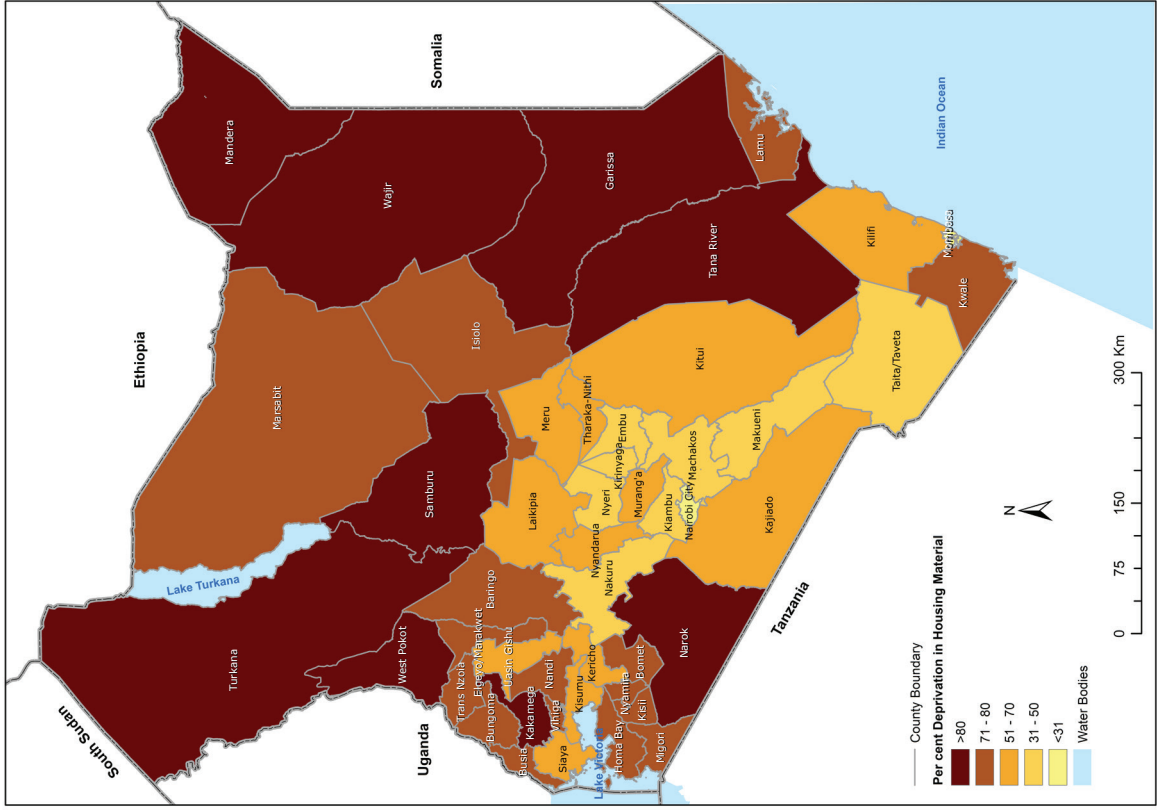 South Sudan
Ethiopia
Somalia
Uganda
Tanzania
Indian Ocean
Lake Turkana
Lake Victor
Turkana
Marsabit
Mandera
Wajir
Garissa
Samburu
Isiolo
West Pokot
Baringo
Elgeyo/Marakwet
Trans Nzoia
Uasin Gishu
Bungoma
Kakamega
Nandi
Vihiga
Busia
Siaya
Kisumu
Kericho
Homa Bay
Nyamira
Kisii
Bomet
Migori
Narok
Laikipia
Meru
Tharaka-Nithi
Nyandarua
Nyeri
Kirinyaga
Embu
Nakuru
Murang'a
Kiambu
Nairobi City
Machakos
Kitui
Makueni
Kajiado
Tana River
Lamu
Kilifi
Mombasa
Kwale
Taita/Taveta
N
0 75 150 300 Km
County Boundary
Per cent Deprivation in Housing Material
>80
71 - 80
51 - 70
31 - 50
<31
Water Bodies